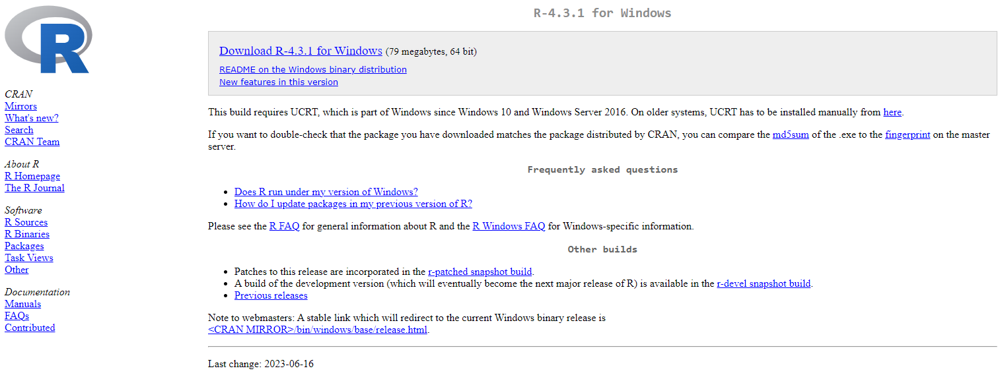 R
CRAN
Mirrors
What's new?
Search
CRAN Team
About R
R Homepage
The R Journal
Software
R Sources
R Binaries
Packages
Task Views
Other
Documentation
Manuals
FAQs
Contributed
R-4.3.1 for Windows
Download R-4.3.1 for Windows (79 megabytes, 64 bit)
README on the Windows binary distribution
New features in this version
This build requires UCRT, which is part of Windows since Windows 10 and Windows Server 2016. On older systems, UCRT has to be installed manually from here.
If you want to double-check that the package you have downloaded matches the package distributed by CRAN, you can compare the md5sum of the .exe to the fingerprint on the master
server.
Frequently asked questions
• Does R run under my version of Windows?
• How do I update packages in my previous version of R?
Please see the R FAQ for general information about R and the R Windows FAQ for Windows-specific information.
Other builds
• Patches to this release are incorporated in the r-patched snapshot build.
• A build of the development version (which will eventually become the next major release of R) is available in the r-devel snapshot build.
• Previous releases
Note to webmasters: A stable link which will redirect to the current Windows binary release is
<CRAN MIRROR>/bin/windows/base/release.html.
Last change: 2023-06-16